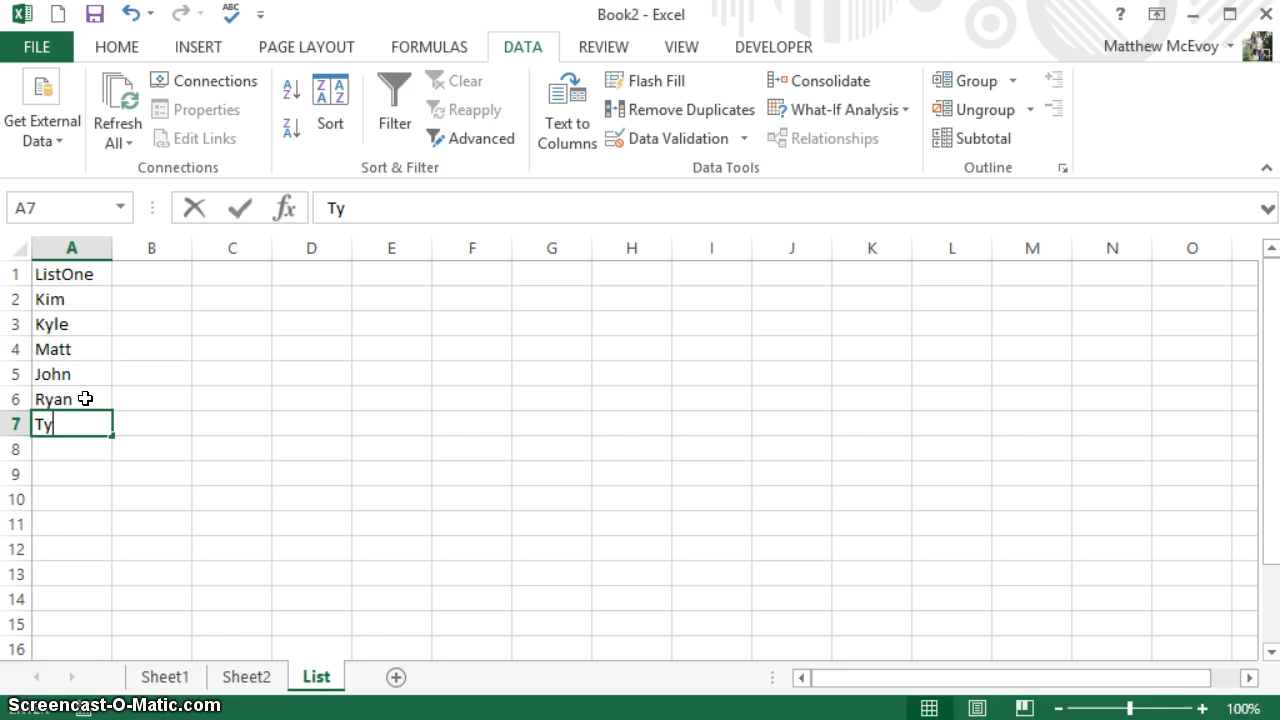 Book2 - Excel
?
FILE HOME INSERT PAGE LAYOUT FORMULAS DATA REVIEW VIEW DEVELOPER Matthew McEvoy
Get External Data
Refresh All
Connections
Properties
Edit Links
Connections
Sort
Filter
Clear
Reapply
Advanced
Sort & Filter
Text to Columns
Flash Fill
Remove Duplicates
Data Validation
Consolidate
What-If Analysis
Relationships
Data Tools
Group
Ungroup
Subtotal
Outline
A7 fx Ty
A B C D E F G H I J K L M N O
1 ListOne
2 Kim
3 Kyle
4 Matt
5 John
6 Ryan
7 Ty
8
9
10
11
12
13
14
15
16
Sheet1 Sheet2 List
Screencast-O-Matic.com
100%